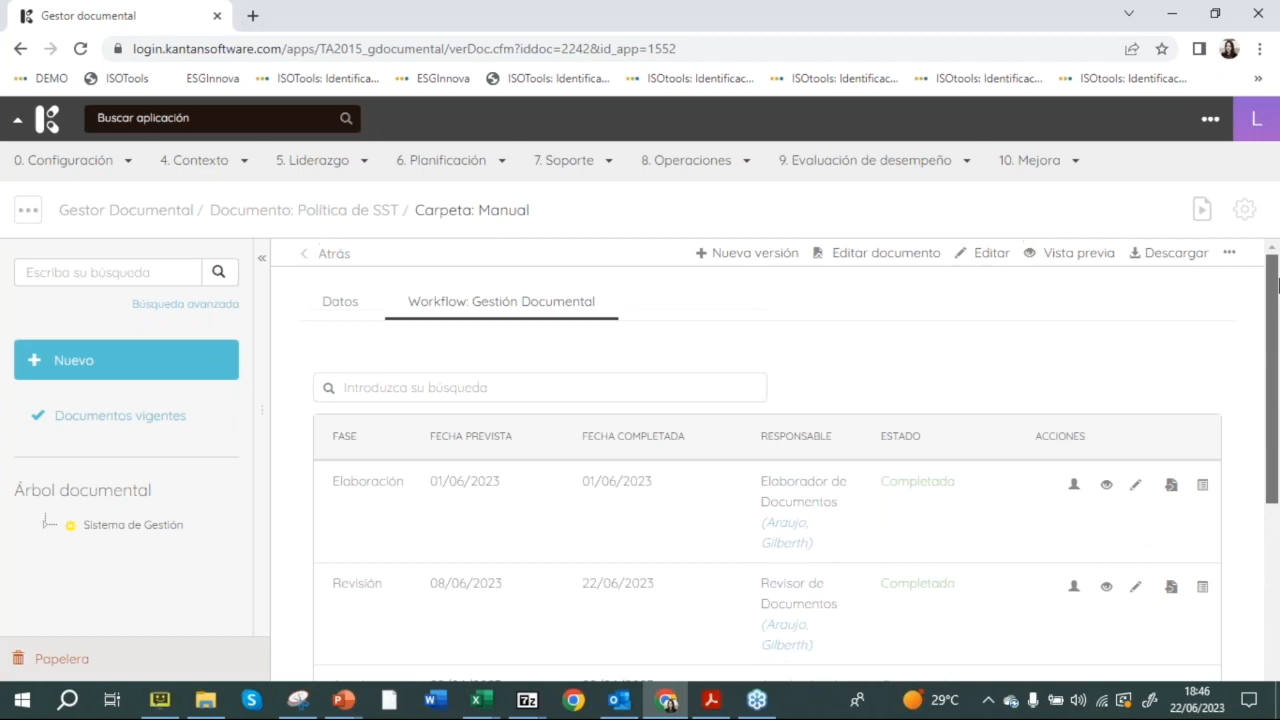 Gestor documental
login.kantansoftware.com/apps/TA2015_gdocumental/verDoc.cfm?iddoc=2242&id_app=1552
DEMO ISOTools ESGInnova ISOTools: Identifica... ESGInnova ISOTools: Identifica... ISOtools: Identificac... ISOtools: Identificac... ISOtools: Identificac... ISOtools: Identificac...
Buscar aplicación
L
0. Configuración 4. Contexto 5. Liderazgo 6. Planificación 7. Soporte 8. Operaciones 9. Evaluación de desempeño 10. Mejora
Gestor Documental / Documento: Política de SST / Carpeta: Manual
Atrás
Nueva versión Editar documento Editar Vista previa Descargar
Escriba su búsqueda
Búsqueda avanzada
Nuevo
Documentos vigentes
Árbol documental
Sistema de Gestión
Papelera
Datos Workflow: Gestión Documental
Introduzca su búsqueda
FASE FECHA PREVISTA FECHA COMPLETADA RESPONSABLE ESTADO ACCIONES
Elaboración 01/06/2023 01/06/2023 Elaborador de Completada
Documentos
(Araujo,
Gilberth)
Revisión 08/06/2023 22/06/2023 Revisor de Completada
Documentos
(Araujo,
Gilberth)
29°C
18:46
22/06/2023